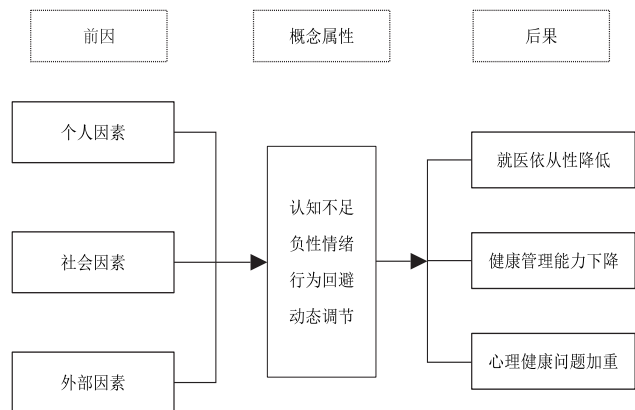 前因
概念属性
后果
个人因素
社会因素
外部因素
认知不足
负性情绪
行为回避
动态调节
就医依从性降低
健康管理能力下降
心理健康问题加重